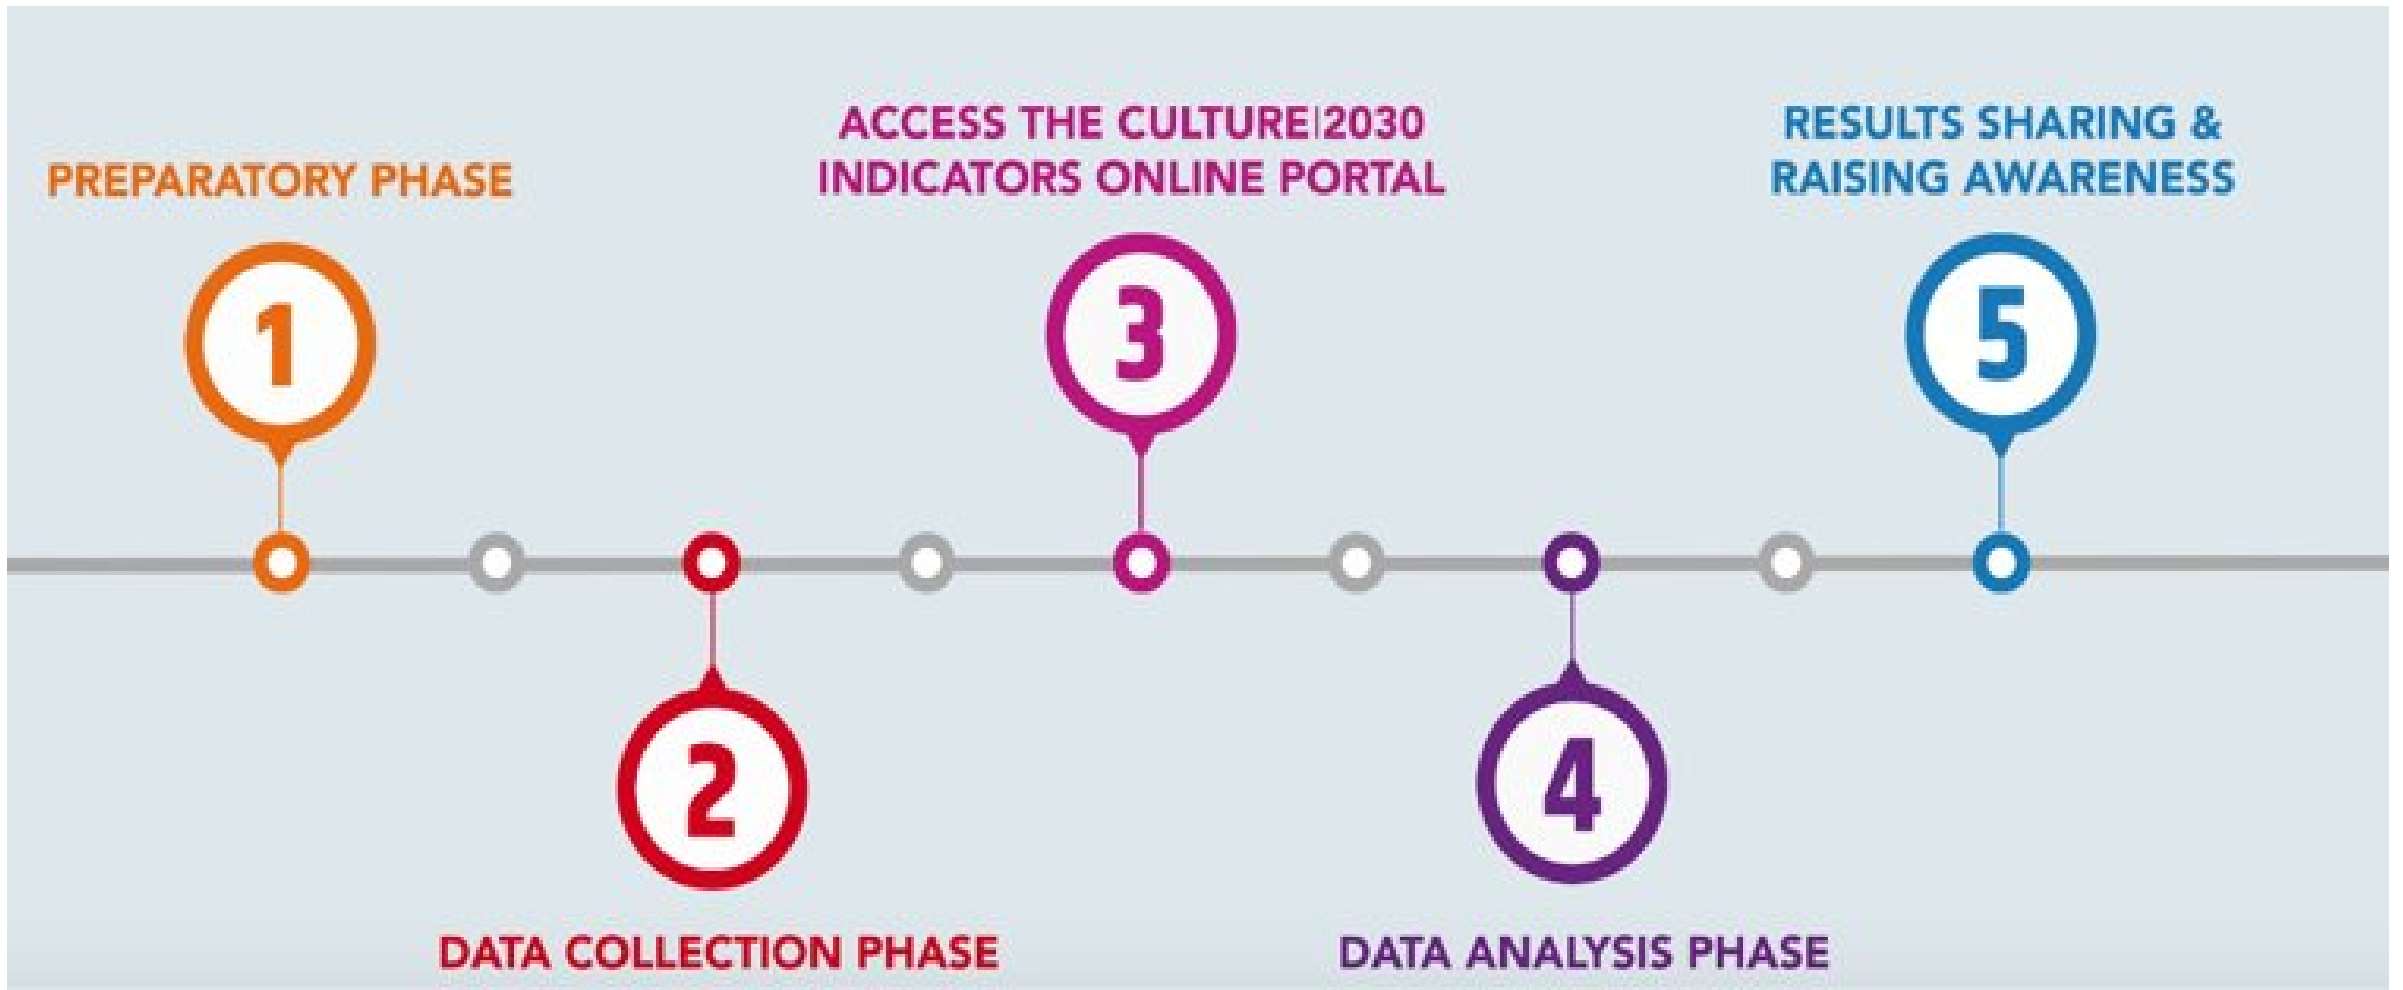 PREPARATORY PHASE
1
2
DATA COLLECTION PHASE
ACCESS THE CULTURE|2030
INDICATORS ONLINE PORTAL
3
4
DATA ANALYSIS PHASE
RESULTS SHARING &
RAISING AWARENESS
5